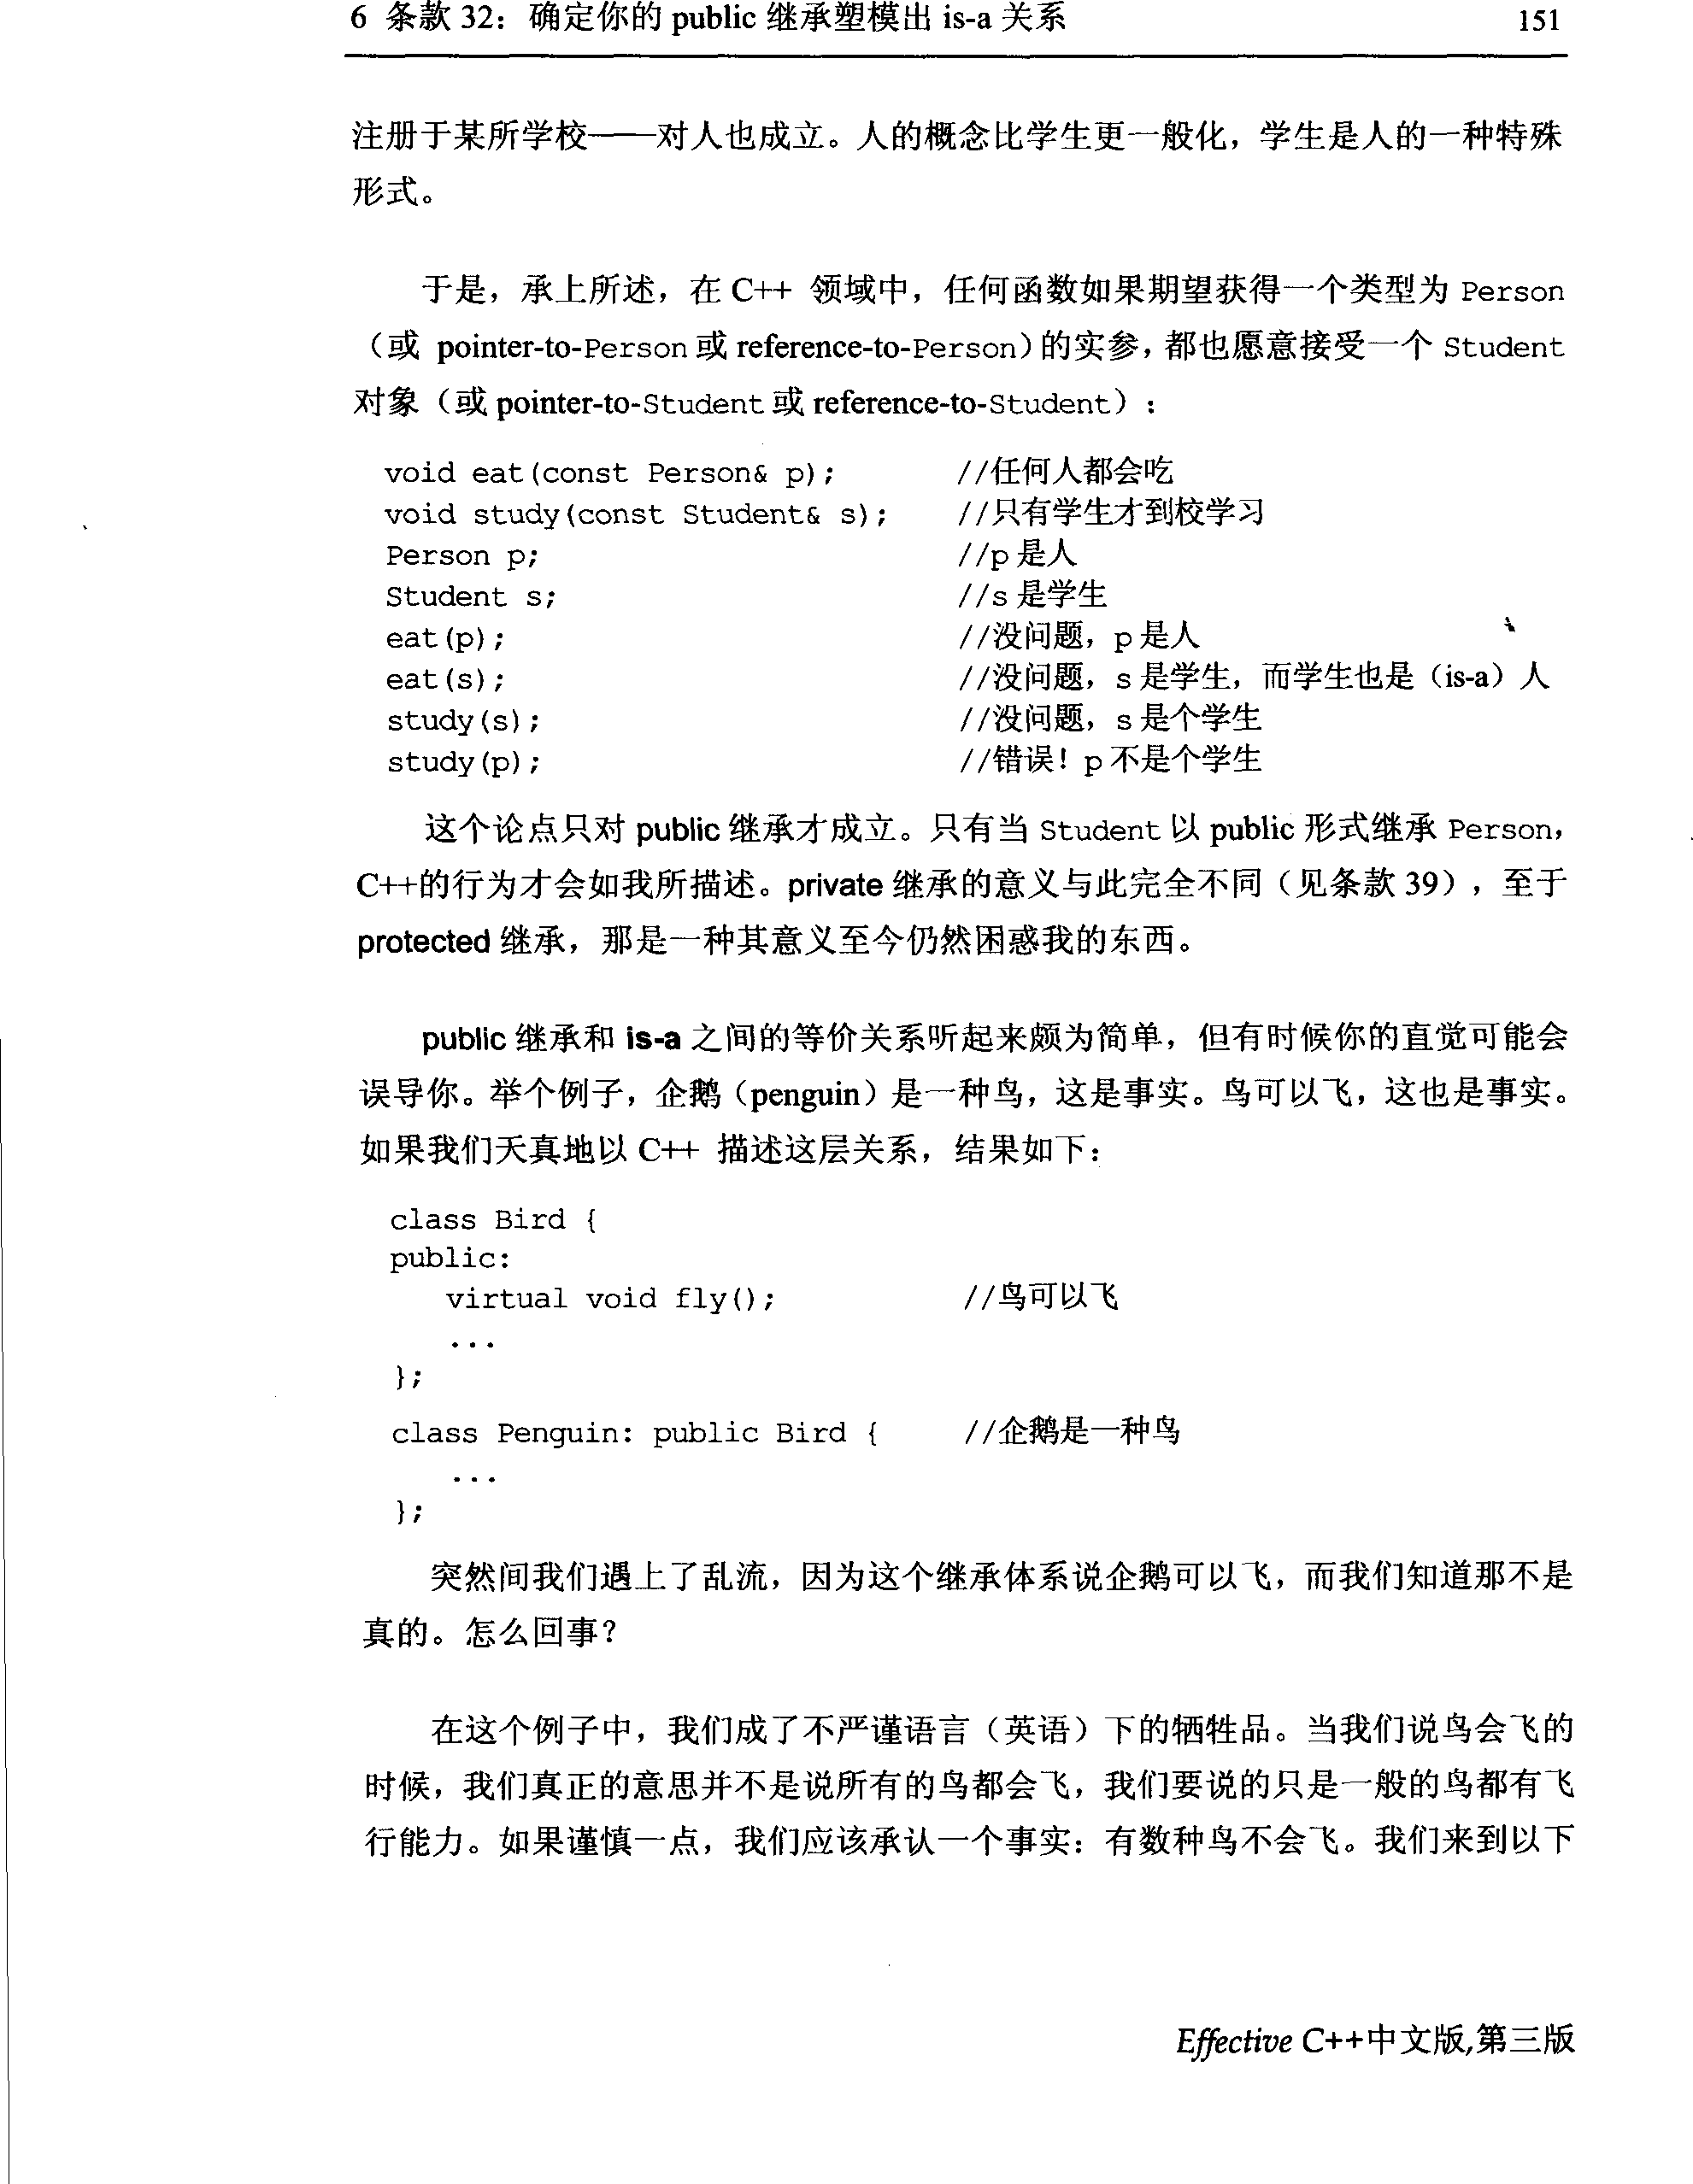 6 条款 32：确定你的 public 继承塑模出 is-a 关系 151
注册于某所学校——对人也成立。人的概念比学生更一般化，学生是人的一种特殊
形式。
于是，承上所述，在 C++ 领域中，任何函数如果期望获得一个类型为 Person
（或 pointer-to-Person 或 reference-to-Person）的实参，都也愿意接受一个 Student
对象（或 pointer-to-Student 或 reference-to-Student）：
void eat(const Person& p); //任何人都会吃
void study(const Student& s); //只有学生才到校学习
Person p; //p 是人
Student s; //s 是学生
eat(p); //没问题，p 是人
eat(s); //没问题，s 是学生，而学生也是（is-a）人
study(s); //没问题，s 是个学生
study(p); //错误！p 不是个学生
这个论点只对 public 继承才成立。只有当 Student 以 public 形式继承 Person，
C++的行为才会如我所描述。private 继承的意义与此完全不同（见条款 39），至于
protected 继承，那是一种其意义至今仍然困惑我的东西。
public 继承和 is-a 之间的等价关系听起来颇为简单，但有时候你的直觉可能会
误导你。举个例子，企鹅（penguin）是一种鸟，这是事实。鸟可以飞，这也是事实。
如果我们天真地以 C++ 描述这层关系，结果如下：
class Bird {
public:
virtual void fly(); //鸟可以飞
...
};
class Penguin: public Bird { //企鹅是一种鸟
...
};
突然间我们遇上了乱流，因为这个继承体系说企鹅可以飞，而我们知道那不是
真的。怎么回事？
在这个例子中，我们成了不严谨语言（英语）下的牺牲品。当我们说鸟会飞的
时候，我们真正的意思并不是说所有的鸟都会飞，我们要说的只是一般的鸟都有飞
行能力。如果谨慎一点，我们应该承认一个事实：有数种鸟不会飞。我们来到以下
Effective C++中文版,第三版